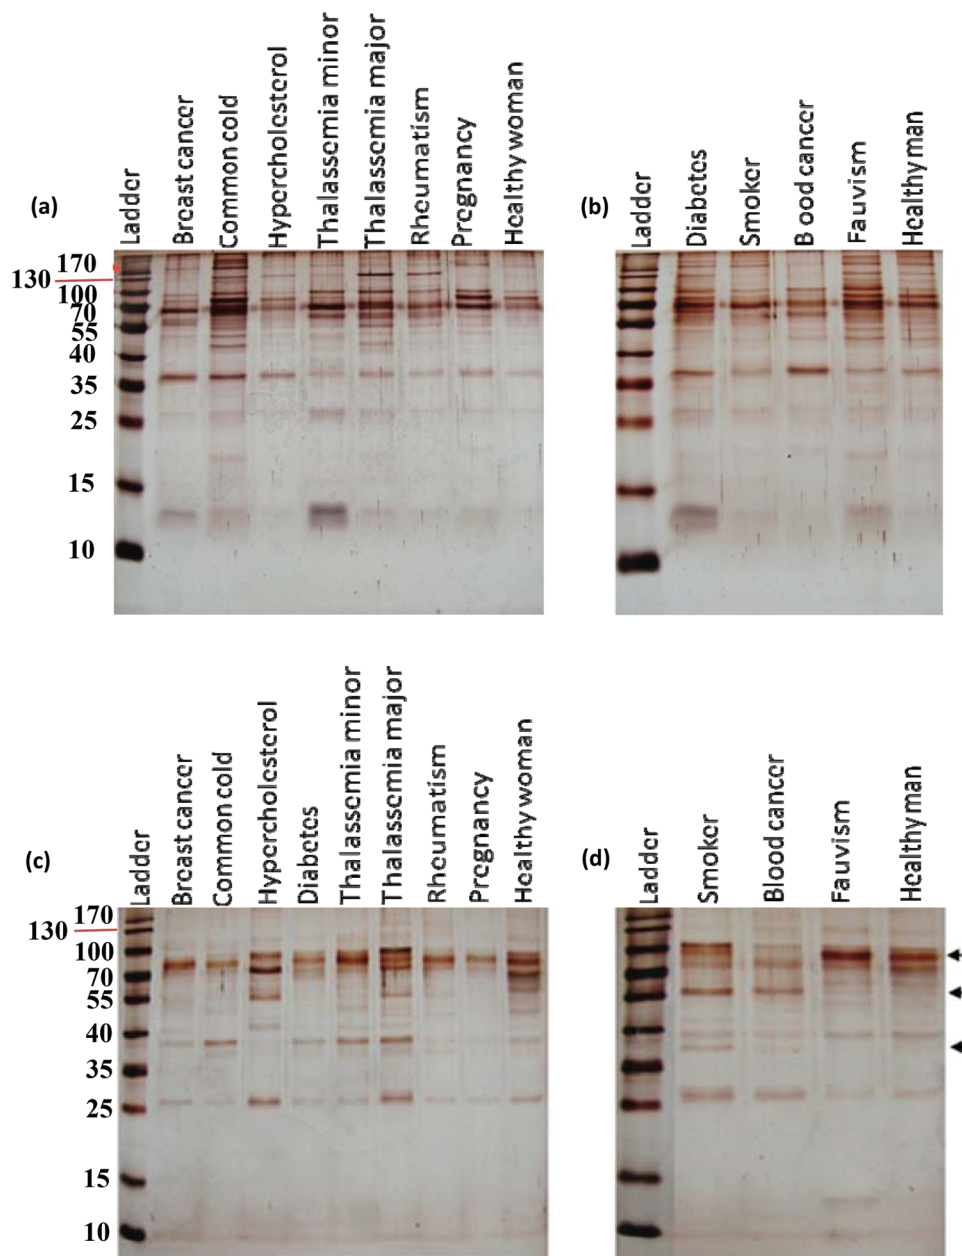 (a)
Ladder
Breast cancer
Common cold
Hypercholesterol
Thalassemia minor
Thalassemia major
Rheumatism
Pregnancy
Healthy woman
170
130
100
70
55
40
35
25
15
10
(b)
Ladder
Diabetes
Smoker
Blood cancer
Fauvism
Healthy man
(c)
Ladder
Breast cancer
Common cold
Hypercholesterol
Diabetes
Thalassemia minor
Thalassemia major
Rheumatism
Pregnancy
Healthy woman
170
130
100
70
55
40
35
25
15
10
(d)
Ladder
Smoker
Blood cancer
Fauvism
Healthy man